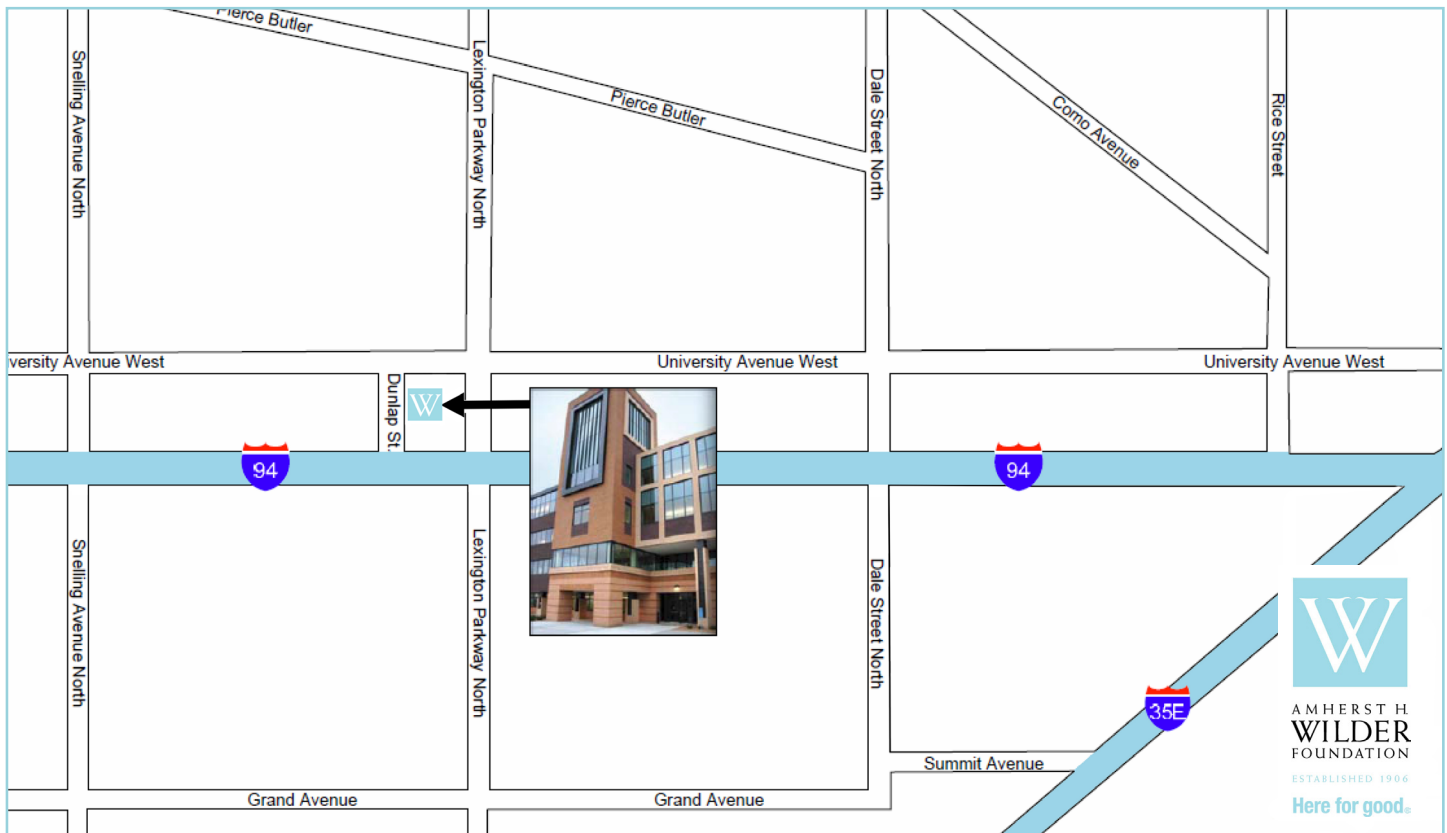 Pierce Butler
Snelling Avenue North
Lexington Parkway North
Pierce Butler
Dale Street North
Como Avenue
Rice Street
iversity Avenue West
University Avenue West
University Avenue West
Dunlap St.
W
94
94
Snelling Avenue North
Lexington Parkway North
Dale Street North
35E
Summit Avenue
Grand Avenue
Grand Avenue
W
AMHERST H.
WILDER
FOUNDATION
ESTABLISHED 1906
Here for good®